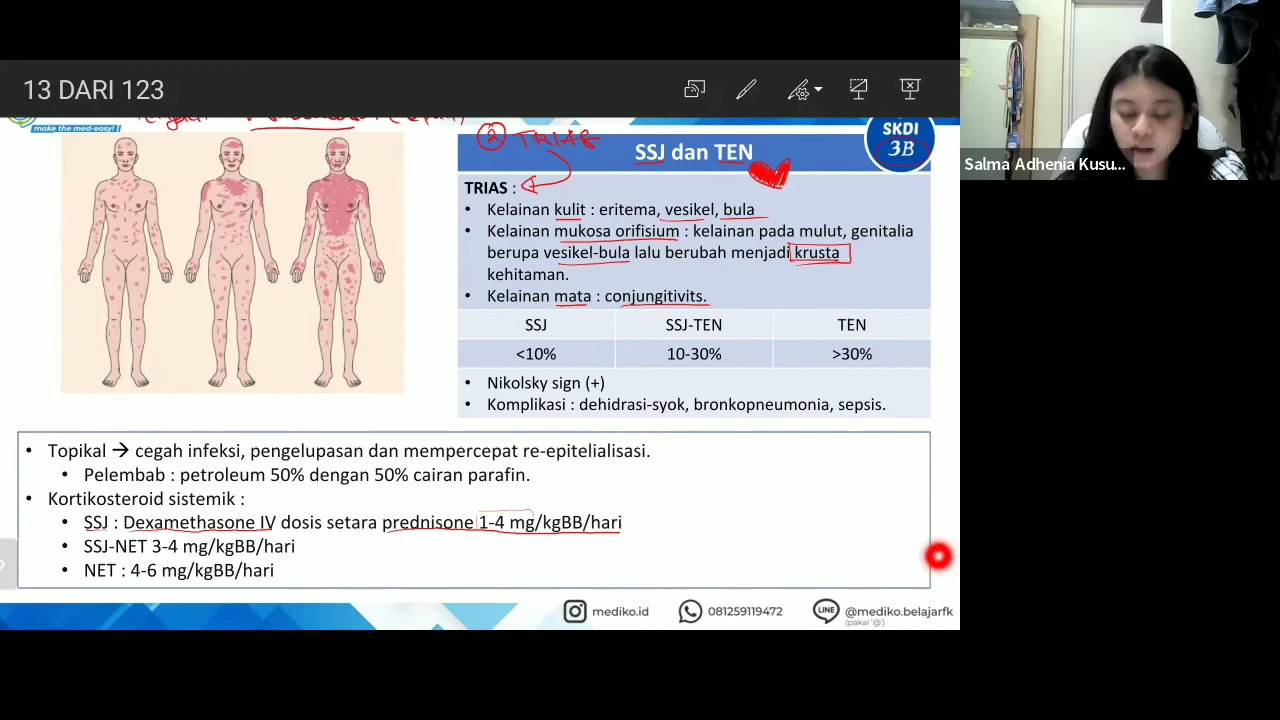 13 DARI 123
make the med-easy!
② TRIAS
SKDI
3B
SSJ dan TEN
Salma Adhenia Kusu...
TRIAS :
• Kelainan kulit : eritema, vesikel, bula
• Kelainan mukosa orifisium : kelainan pada mulut, genitalia
berupa vesikel-bula lalu berubah menjadi krusta
kehitaman.
• Kelainan mata : conjungitivits.
SSJ SSJ-TEN TEN
<10% 10-30% >30%
• Nikolsky sign (+)
• Komplikasi : dehidrasi-syok, bronkopneumonia, sepsis.
• Topikal → cegah infeksi, pengelupasan dan mempercepat re-epitelialisasi.
• Pelembab : petroleum 50% dengan 50% cairan parafin.
• Kortikosteroid sistemik :
• SSJ : Dexamethasone IV dosis setara prednisone 1-4 mg/kgBB/hari
• SSJ-NET 3-4 mg/kgBB/hari
• NET : 4-6 mg/kgBB/hari
mediko.id 081259119472 LINE @mediko.belajarfk
(pakai '@')